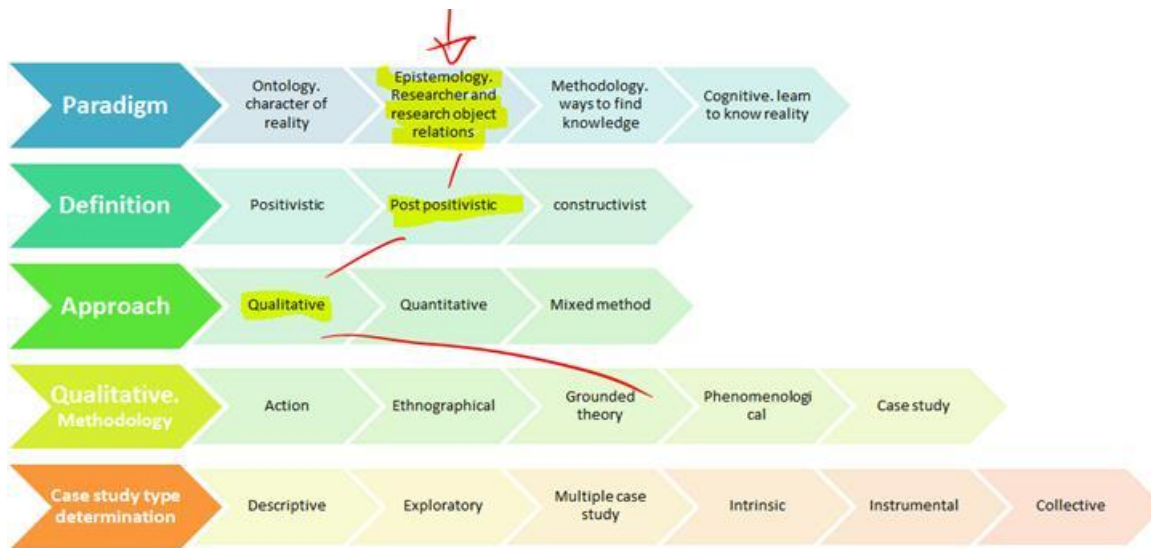 Paradigm
Ontology.
character of
reality
Epistemology.
Researcher and
research object
relations
Methodology.
ways to find
knowledge
Cognitive. learn
to know reality
Definition
Positivistic
Post positivistic
constructivist
Approach
Qualitative
Quantitative
Mixed method
Qualitative.
Methodology
Action
Ethnographical
Grounded
theory
Phenomenologi
cal
Case study
Case study type
determination
Descriptive
Exploratory
Multiple case
study
Intrinsic
Instrumental
Collective